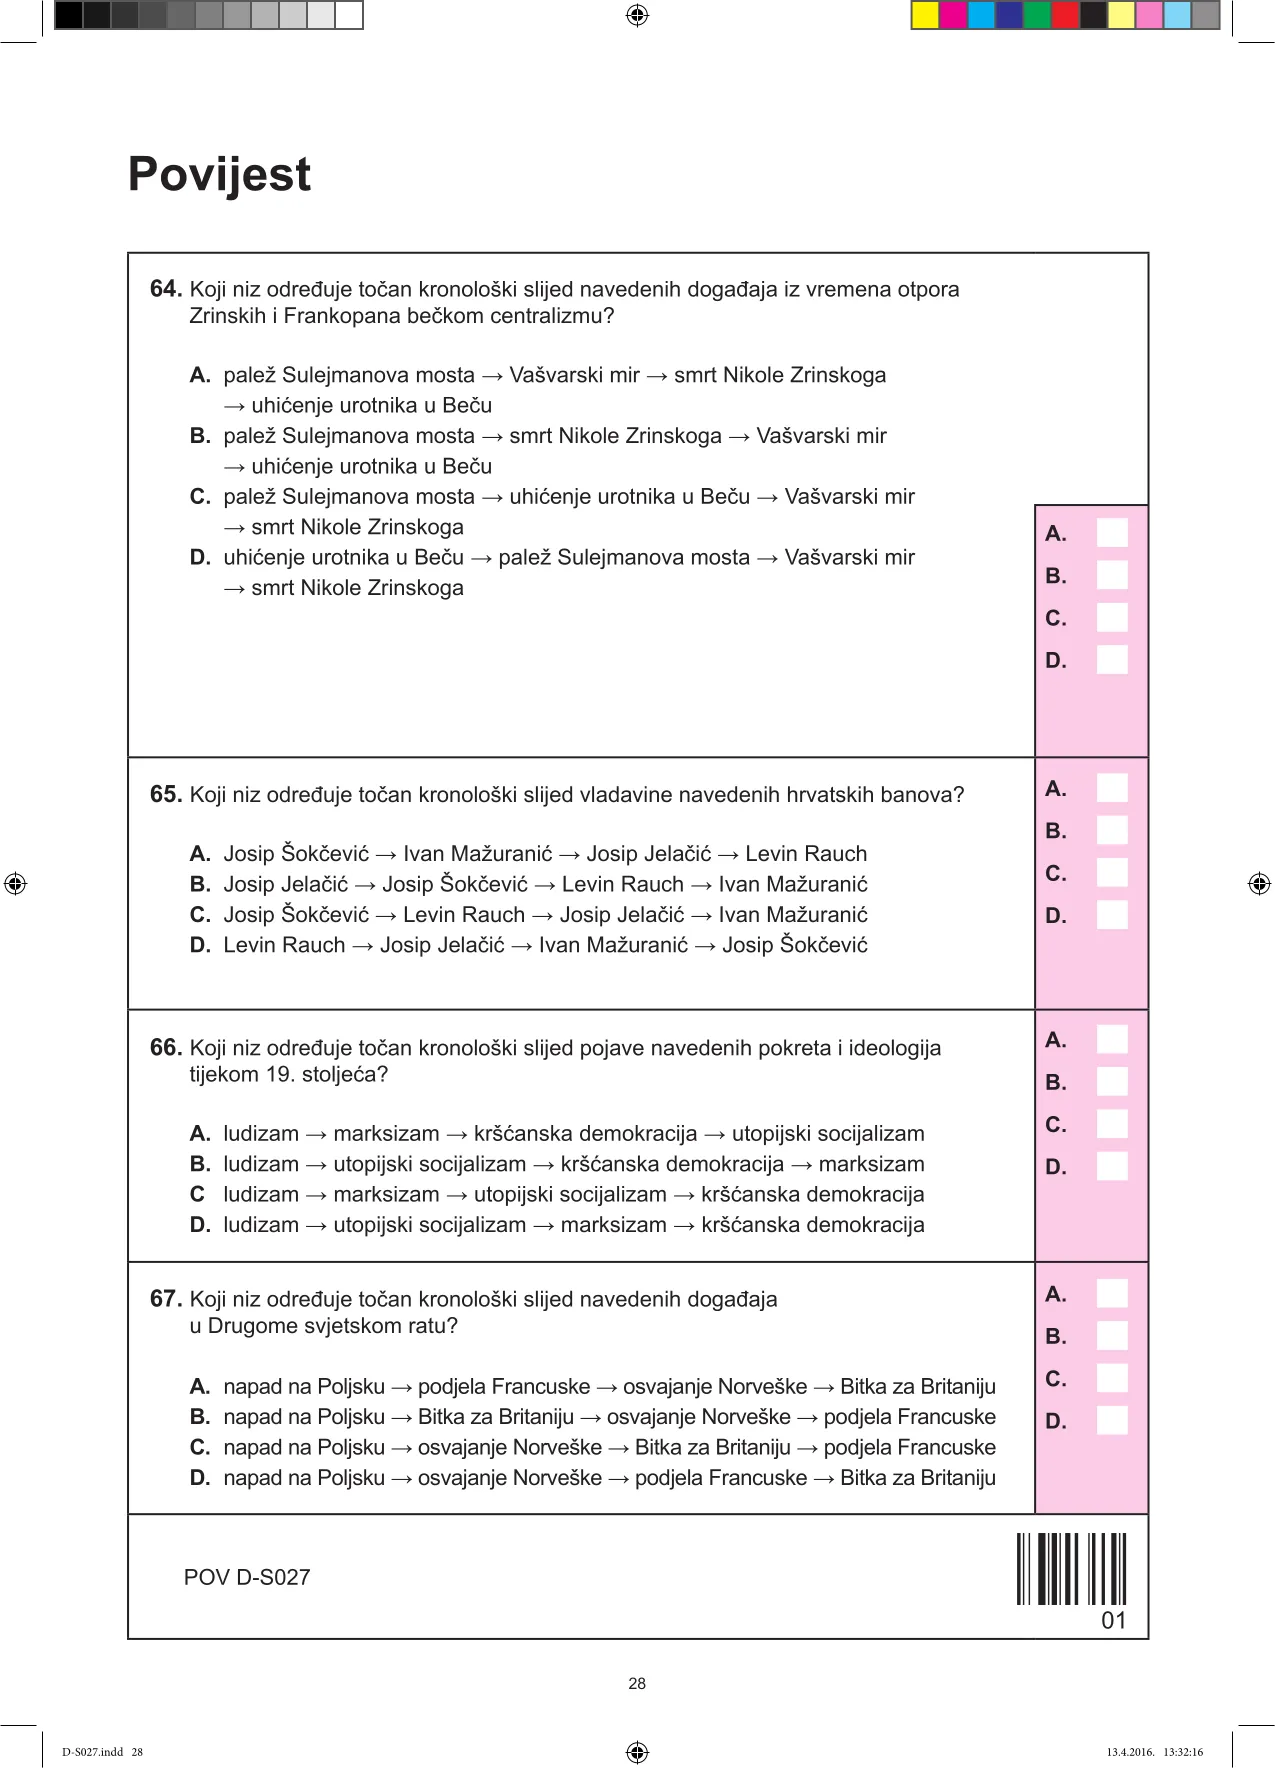 Povijest
64. Koji niz određuje točan kronološki slijed navedenih događaja iz vremena otpora
Zrinskih i Frankopana bečkom centralizmu?
A. palež Sulejmanova mosta → Vašvarski mir → smrt Nikole Zrinskoga
→ uhićenje urotnika u Beču
B. palež Sulejmanova mosta → smrt Nikole Zrinskoga → Vašvarski mir
→ uhićenje urotnika u Beču
C. palež Sulejmanova mosta → uhićenje urotnika u Beču → Vašvarski mir
→ smrt Nikole Zrinskoga
D. uhićenje urotnika u Beču → palež Sulejmanova mosta → Vašvarski mir
→ smrt Nikole Zrinskoga
A.
B.
C.
D.
65. Koji niz određuje točan kronološki slijed vladavine navedenih hrvatskih banova?
A. Josip Šokčević → Ivan Mažuranić → Josip Jelačić → Levin Rauch
B. Josip Jelačić → Josip Šokčević → Levin Rauch → Ivan Mažuranić
C. Josip Šokčević → Levin Rauch → Josip Jelačić → Ivan Mažuranić
D. Levin Rauch → Josip Jelačić → Ivan Mažuranić → Josip Šokčević
A.
B.
C.
D.
66. Koji niz određuje točan kronološki slijed pojave navedenih pokreta i ideologija
tijekom 19. stoljeća?
A. ludizam → marksizam → kršćanska demokracija → utopijski socijalizam
B. ludizam → utopijski socijalizam → kršćanska demokracija → marksizam
C ludizam → marksizam → utopijski socijalizam → kršćanska demokracija
D. ludizam → utopijski socijalizam → marksizam → kršćanska demokracija
A.
B.
C.
D.
67. Koji niz određuje točan kronološki slijed navedenih događaja
u Drugome svjetskom ratu?
A. napad na Poljsku → podjela Francuske → osvajanje Norveške → Bitka za Britaniju
B. napad na Poljsku → Bitka za Britaniju → osvajanje Norveške → podjela Francuske
C. napad na Poljsku → osvajanje Norveške → Bitka za Britaniju → podjela Francuske
D. napad na Poljsku → osvajanje Norveške → podjela Francuske → Bitka za Britaniju
A.
B.
C.
D.
POV D-S027
01
28
D-S027.indd 28
13.4.2016. 13:32:16